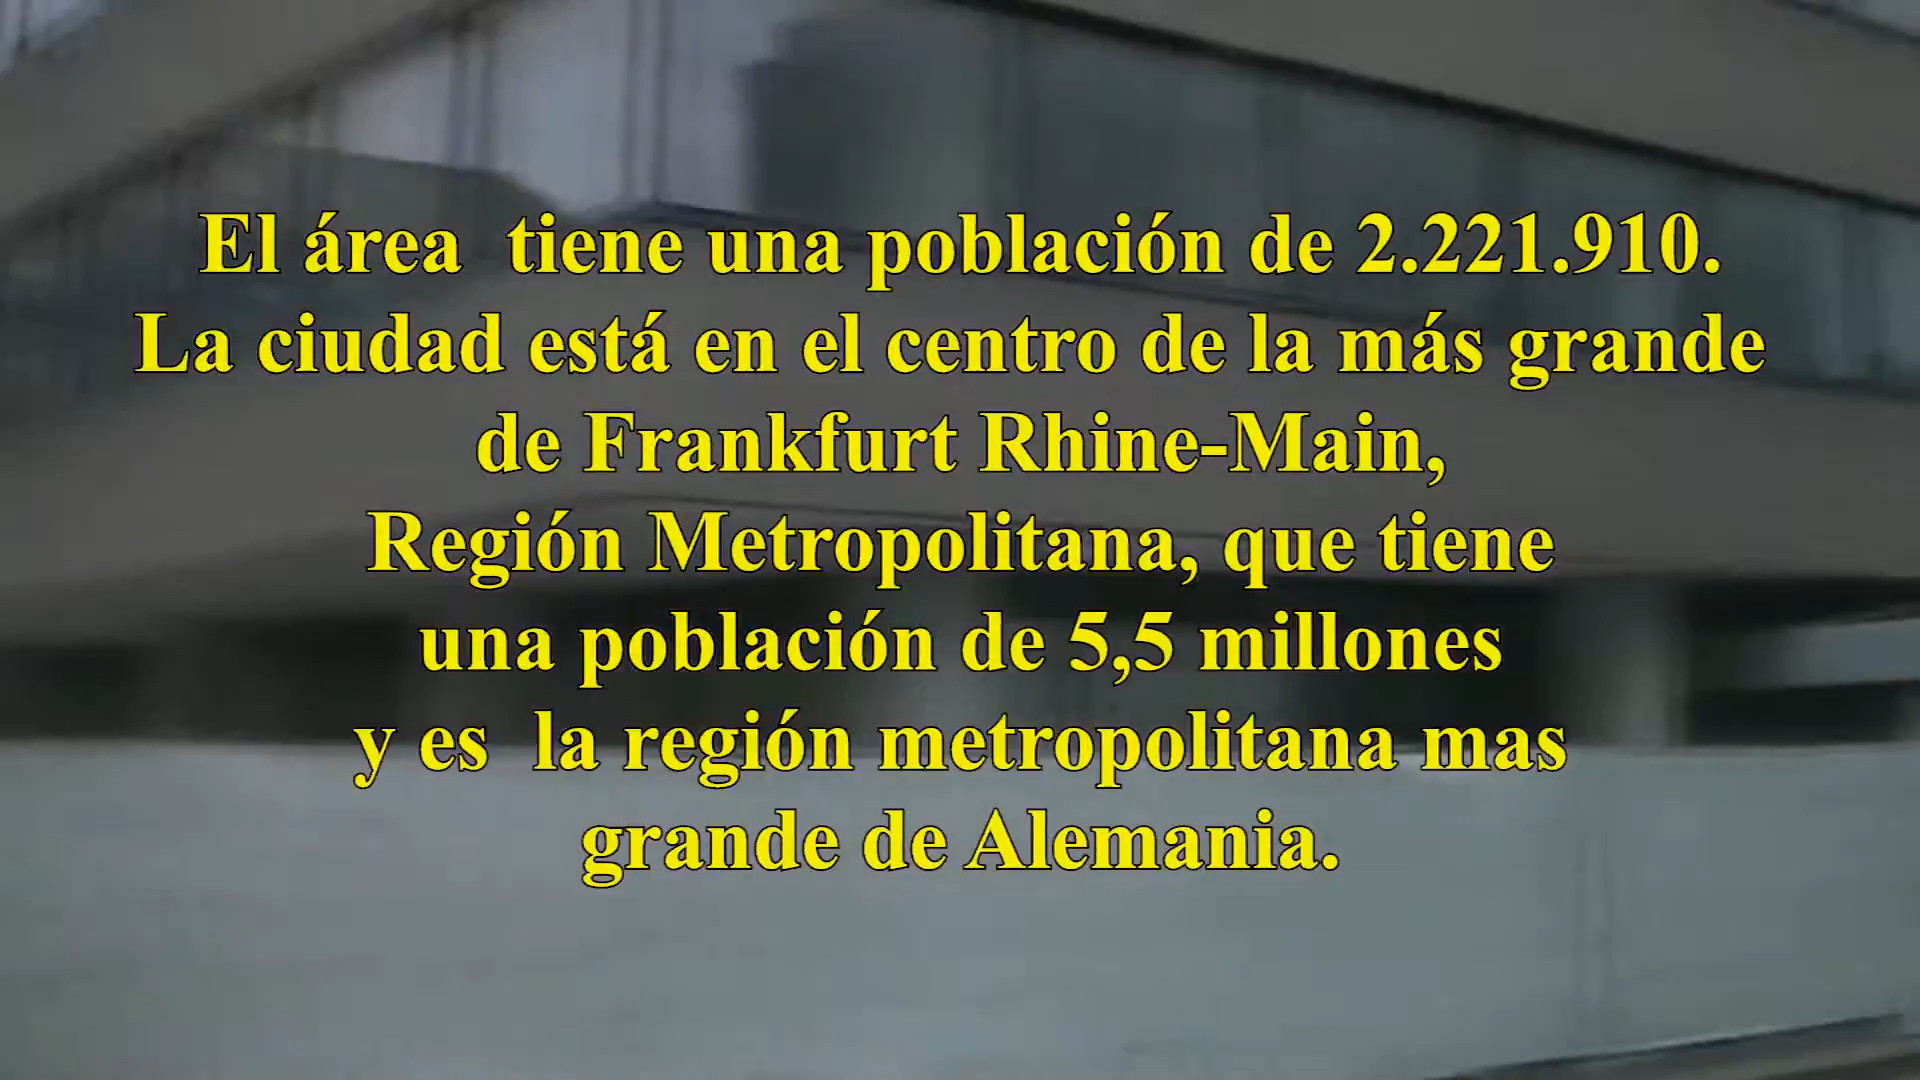 El área  tiene una población de 2.221.910.
La ciudad está en el centro de la más grande
de Frankfurt Rhine-Main,
Región Metropolitana, que tiene
una población de 5,5 millones
y es  la región metropolitana mas
grande de Alemania.